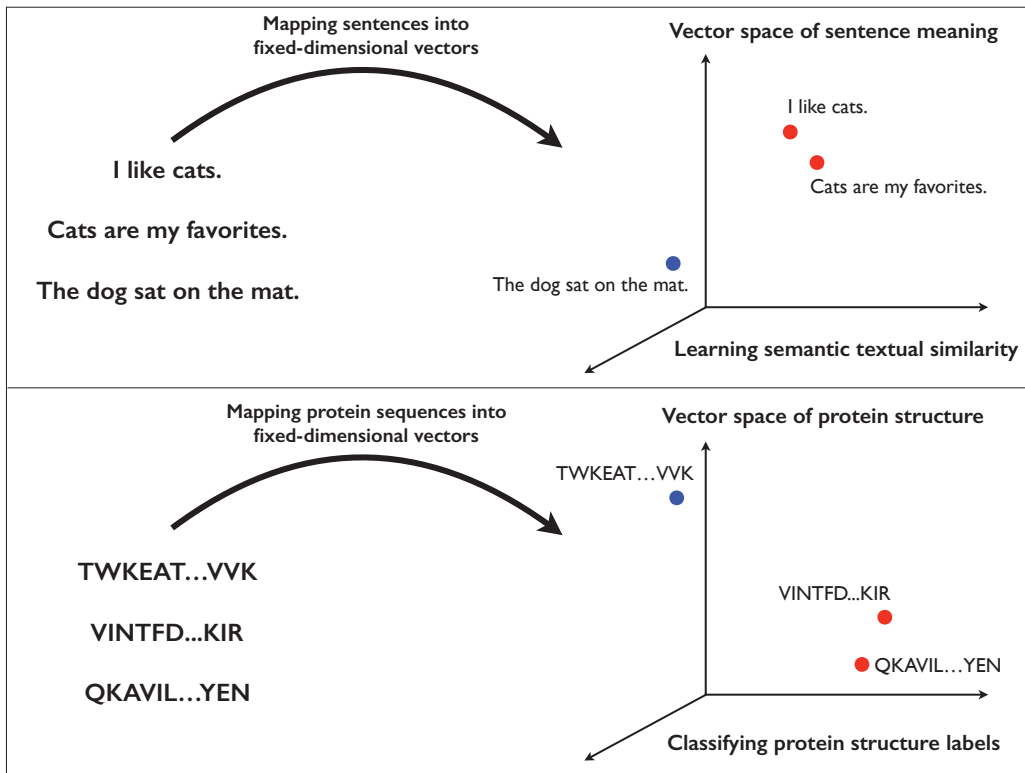 Mapping sentences into
fixed-dimensional vectors
I like cats.
Cats are my favorites.
The dog sat on the mat.
Vector space of sentence meaning
I like cats.
Cats are my favorites.
The dog sat on the mat.
Learning semantic textual similarity
Mapping protein sequences into
fixed-dimensional vectors
TWKEAT…VVK
VINTFD...KIR
QKAVIL…YEN
Vector space of protein structure
TWKEAT…VVK
VINTFD...KIR
QKAVIL…YEN
Classifying protein structure labels